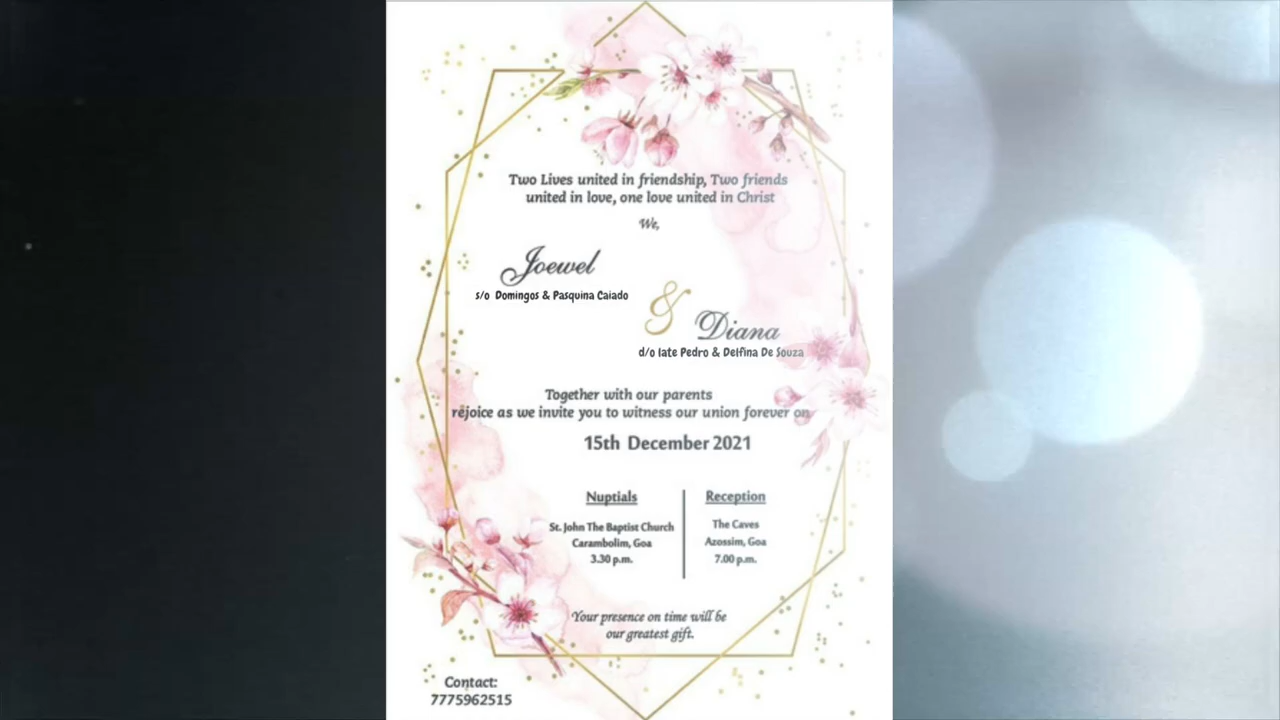 Two Lives united in friendship, Two friends
united in love, one love united in Christ
We,
Joewel
s/o Domingos & Pasquina Caiado
&
Diana
d/o late Pedro & Delfina De Souza
Together with our parents
rejoice as we invite you to witness our union forever on
15th December 2021
Nuptials
St. John The Baptist Church
Carambolim, Goa
3.30 p.m.
Reception
The Caves
Azossim, Goa
7.00 p.m.
Your presence on time will be
our greatest gift.
Contact:
7775962515